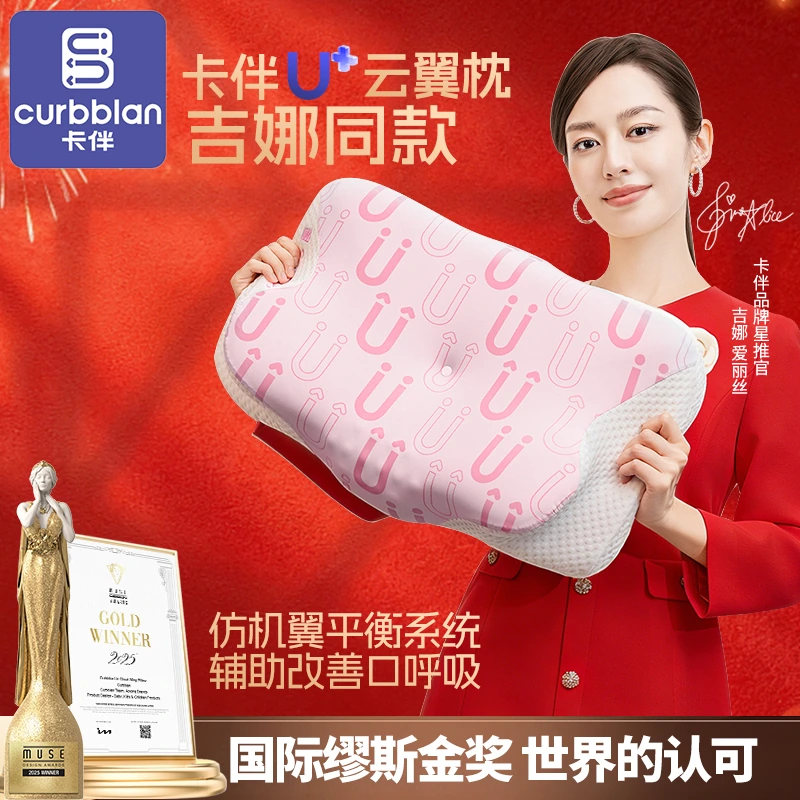 curbblan
卡伴
卡伴U+云翼枕
吉娜同款
卡伴品牌星推官
吉娜 爱丽丝
仿机翼平衡系统
辅助改善口呼吸
MUSE
GOLD
WINNER
2025
MUSE
DESIGN AWARDS
2025 WINNER
国际缪斯金奖 世界的认可